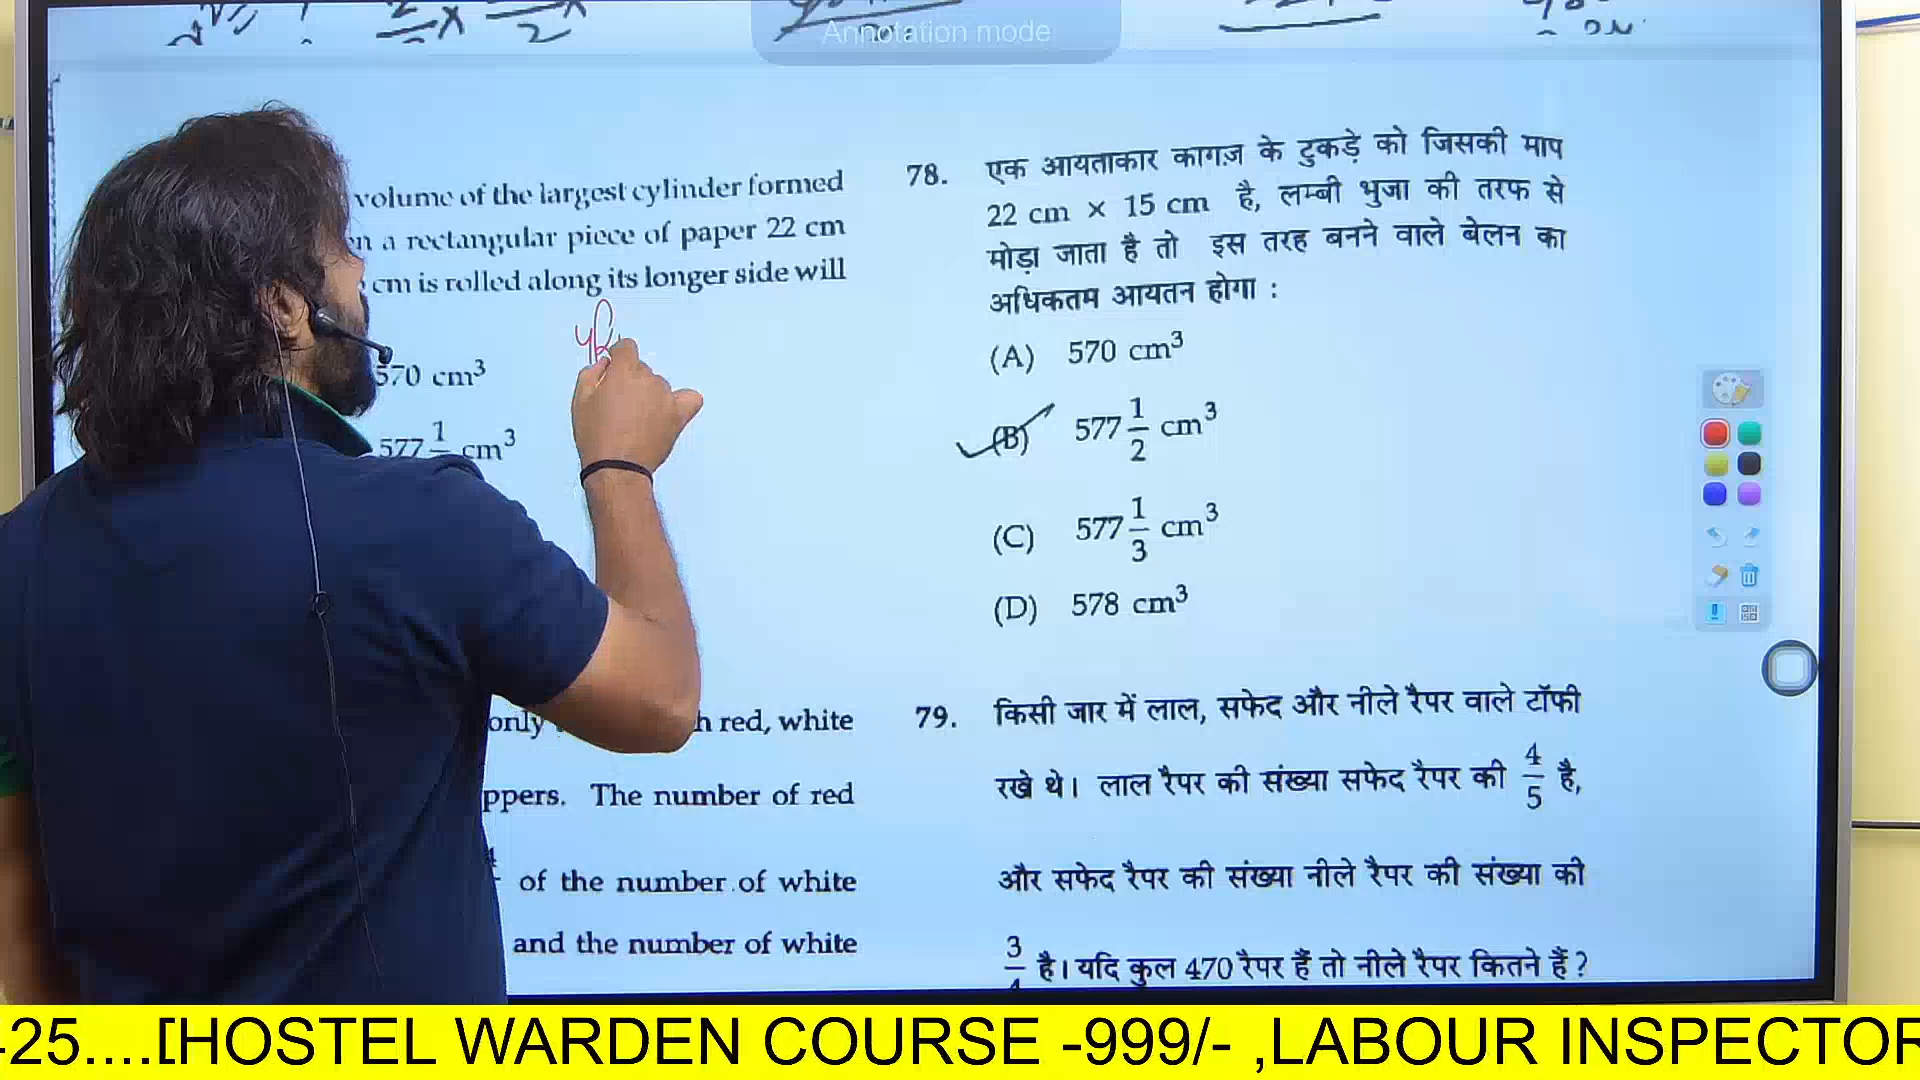 Annotation mode
volume of the largest cylinder formed
a rectangular piece of paper 22 cm
cm is rolled along its longer side will
570 cm³
577 1 cm³
only
h red, white
ppers. The number of red
of the number of white
and the number of white
78. एक आयताकार कागज़ के टुकड़े को जिसकी माप
22 cm × 15 cm है, लम्बी भुजा की तरफ से
मोड़ा जाता है तो इस तरह बनने वाले बेलन का
अधिकतम आयतन होगा :
(A) 570 cm³
(B) 577 1/2 cm³
(C) 577 1/3 cm³
(D) 578 cm³
79. किसी जार में लाल, सफेद और नीले रैपर वाले टॉफी
रखे थे। लाल रैपर की संख्या सफेद रैपर की 4/5 है,
और सफेद रैपर की संख्या नीले रैपर की संख्या की
3/4 है। यदि कुल 470 रैपर हैं तो नीले रैपर कितने हैं ?
25....[HOSTEL WARDEN COURSE -999/- ,LABOUR INSPECTOR